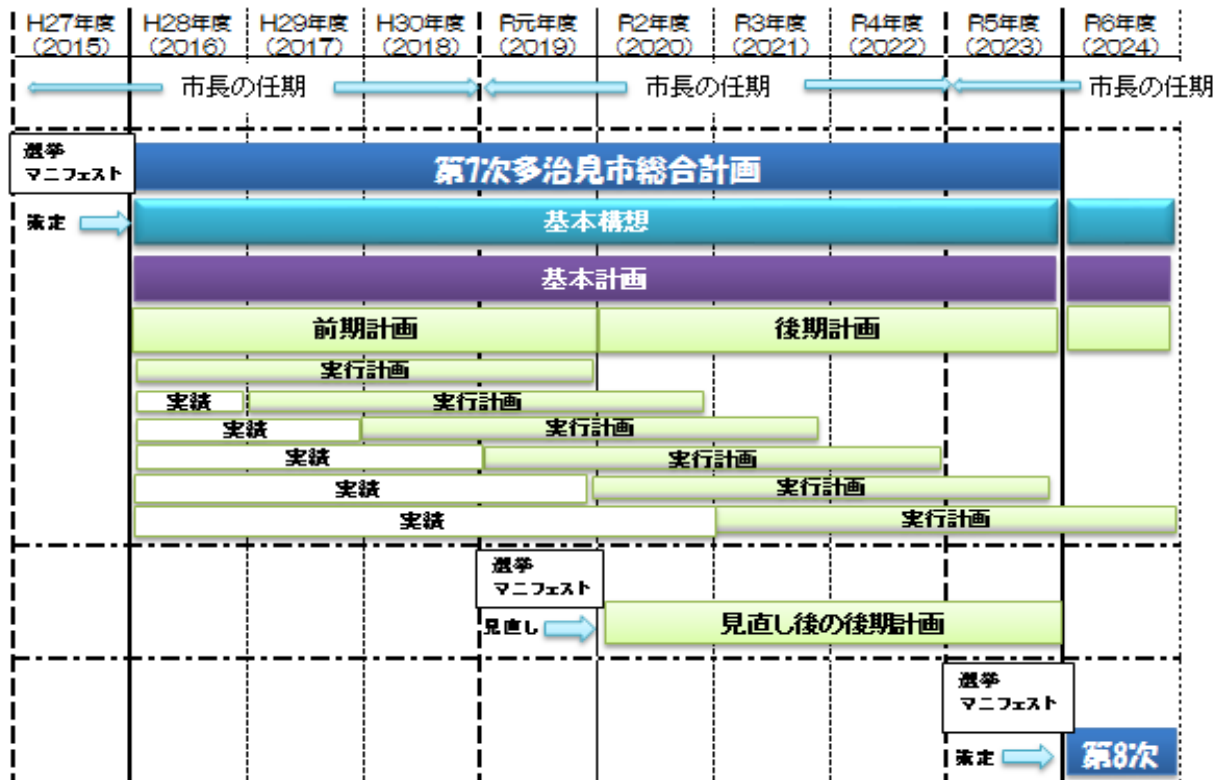 H27年度 H28年度 H29年度 H30年度 R元年度 R2年度 R3年度 R4年度 R5年度 R6年度
(2015) (2016) (2017) (2018) (2019) (2020) (2021) (2022) (2023) (2024)
市長の任期 市長の任期 市長の任期
選挙
マニフェスト
第7次多治見市総合計画
策定
基本構想
基本計画
前期計画 後期計画
実行計画
実績 実行計画
実績 実行計画
実績 実行計画
実績 実行計画
実績 実行計画
選挙
マニフェスト
見直し
見直し後の後期計画
選挙
マニフェスト
策定
第8次